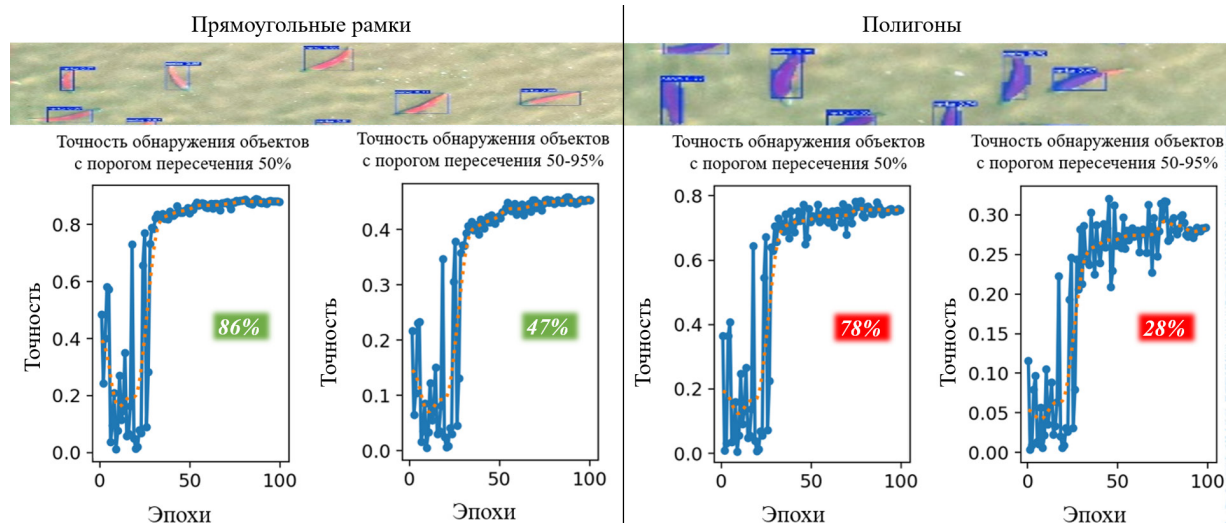 Прямоугольные рамки
Полигоны
Точность обнаружения объектов
с порогом пересечения 50%
Точность обнаружения объектов
с порогом пересечения 50-95%
Точность обнаружения объектов
с порогом пересечения 50%
Точность обнаружения объектов
с порогом пересечения 50-95%
Точность
0.8
0.6
0.4
0.2
0.0
86%
0
50
100
Эпохи
Точность
0.4
0.3
0.2
0.1
0.0
47%
0
50
100
Эпохи
Точность
0.8
0.6
0.4
0.2
0.0
78%
0
50
100
Эпохи
Точность
0.30
0.25
0.20
0.15
0.10
0.05
0.00
28%
0
50
100
Эпохи